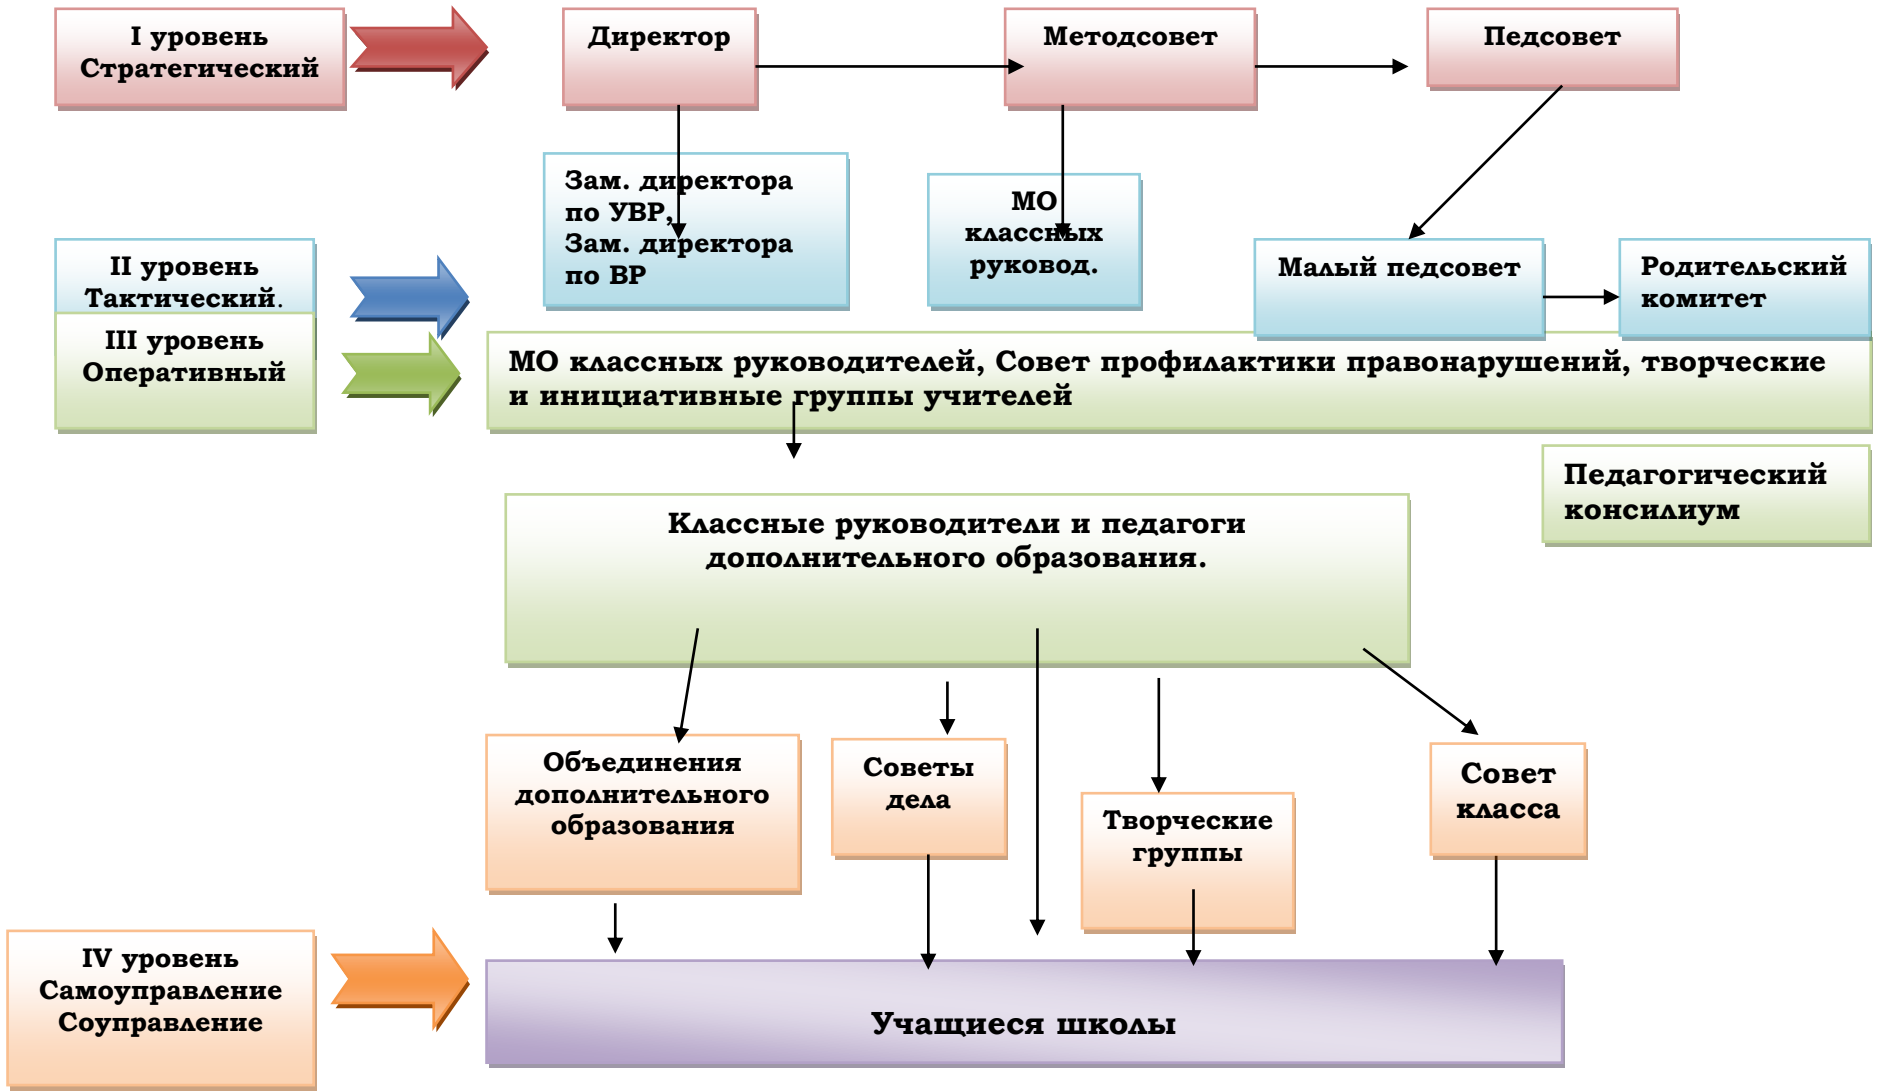 I уровень
Стратегический
Директор
Методсовет
Педсовет
Зам. директора
по УВР,
Зам. директора
по ВР
МО
классных
руковод.
II уровень
Тактический.
Малый педсовет
Родительский
комитет
III уровень
Оперативный
МО классных руководителей, Совет профилактики правонарушений, творческие
и инициативные группы учителей
Педагогический
консилиум
Классные руководители и педагоги
дополнительного образования.
Объединения
дополнительного
образования
Советы
дела
Творческие
группы
Совет
класса
IV уровень
Самоуправление
Соуправление
Учащиеся школы